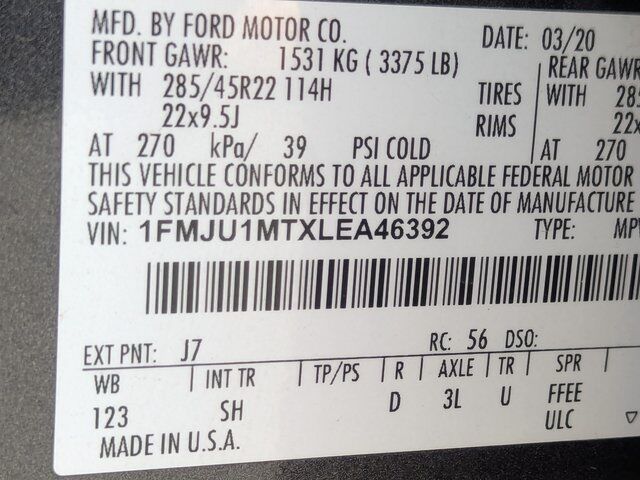 MFD. BY FORD MOTOR CO.
DATE: 03/20
FRONT GAWR: 1531 KG ( 3375 LB)
REAR GAWR
WITH 285/45R22 114H TIRES
WITH
22x9.5J RIMS
AT 270 kPa/ 39 PSI COLD
AT 270
THIS VEHICLE CONFORMS TO ALL APPLICABLE FEDERAL MOTOR
SAFETY STANDARDS IN EFFECT ON THE DATE OF MANUFACTURE
VIN: 1FMJU1MTXLEA46392 TYPE: MPV
EXT PNT: J7 RC: 56 DSO:
WB INT TR TP/PS R AXLE TR SPR
123 SH D 3L U FFEE
ULC
MADE IN U.S.A.